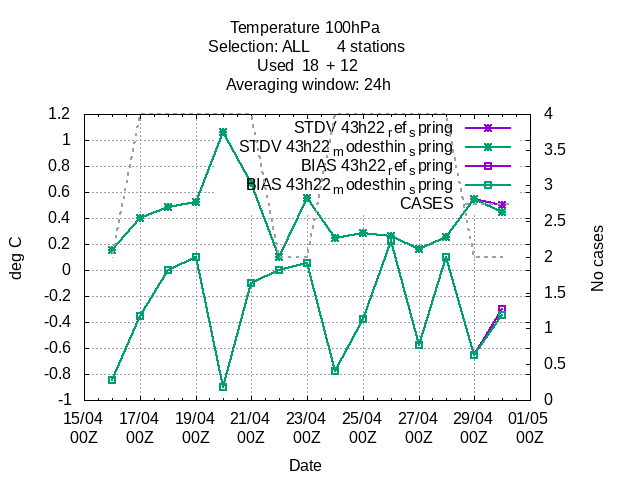 Temperature 100hPa
Selection: ALL 4 stations
Used 18 + 12
Averaging window: 24h
1.2
1
0.8
0.6
0.4
0.2
0
-0.2
-0.4
-0.6
-0.8
-1
deg C
STDV 43h22refspring
STDV 43h22modesthinspring
BIAS 43h22refspring
BIAS 43h22modesthinspring
CASES
4
3.5
3
2.5
2
1.5
1
0.5
0
No cases
15/04 17/04 19/04 21/04 23/04 25/04 27/04 29/04 01/05
00Z 00Z 00Z 00Z 00Z 00Z 00Z 00Z 00Z
Date